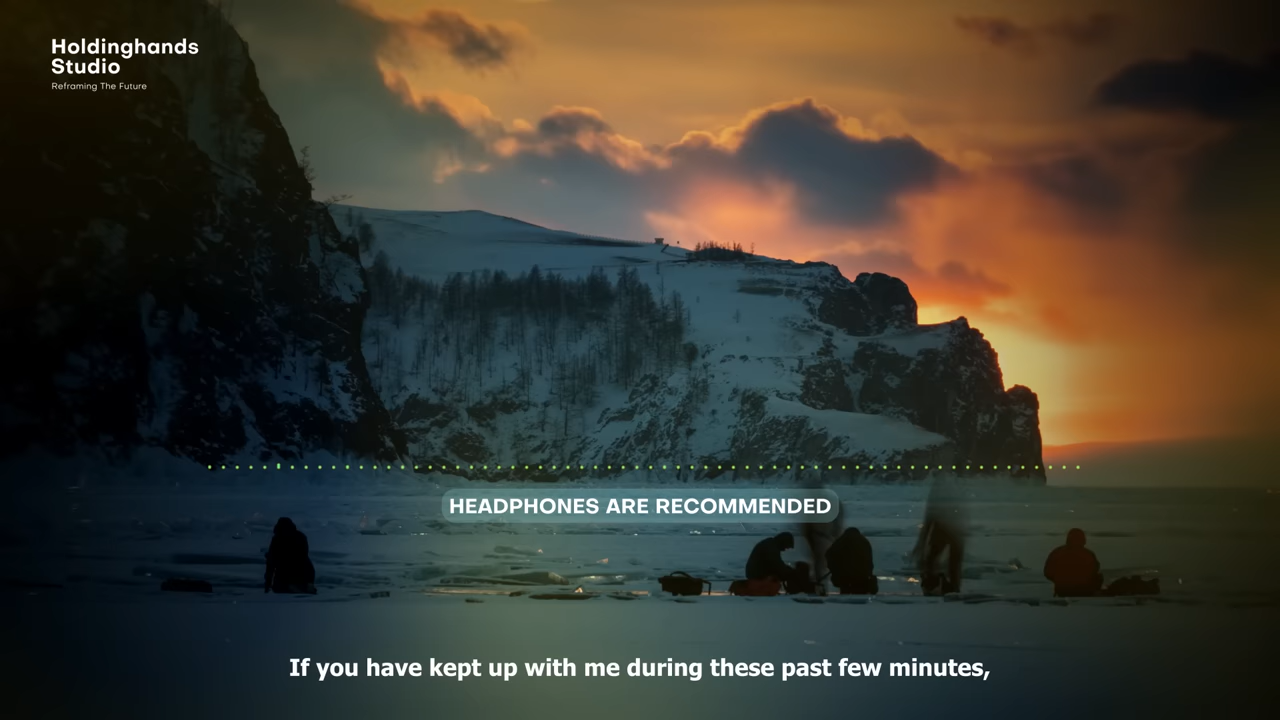 Holdinghands
Studio
Reframing The Future
HEADPHONES ARE RECOMMENDED
If you have kept up with me during these past few minutes,